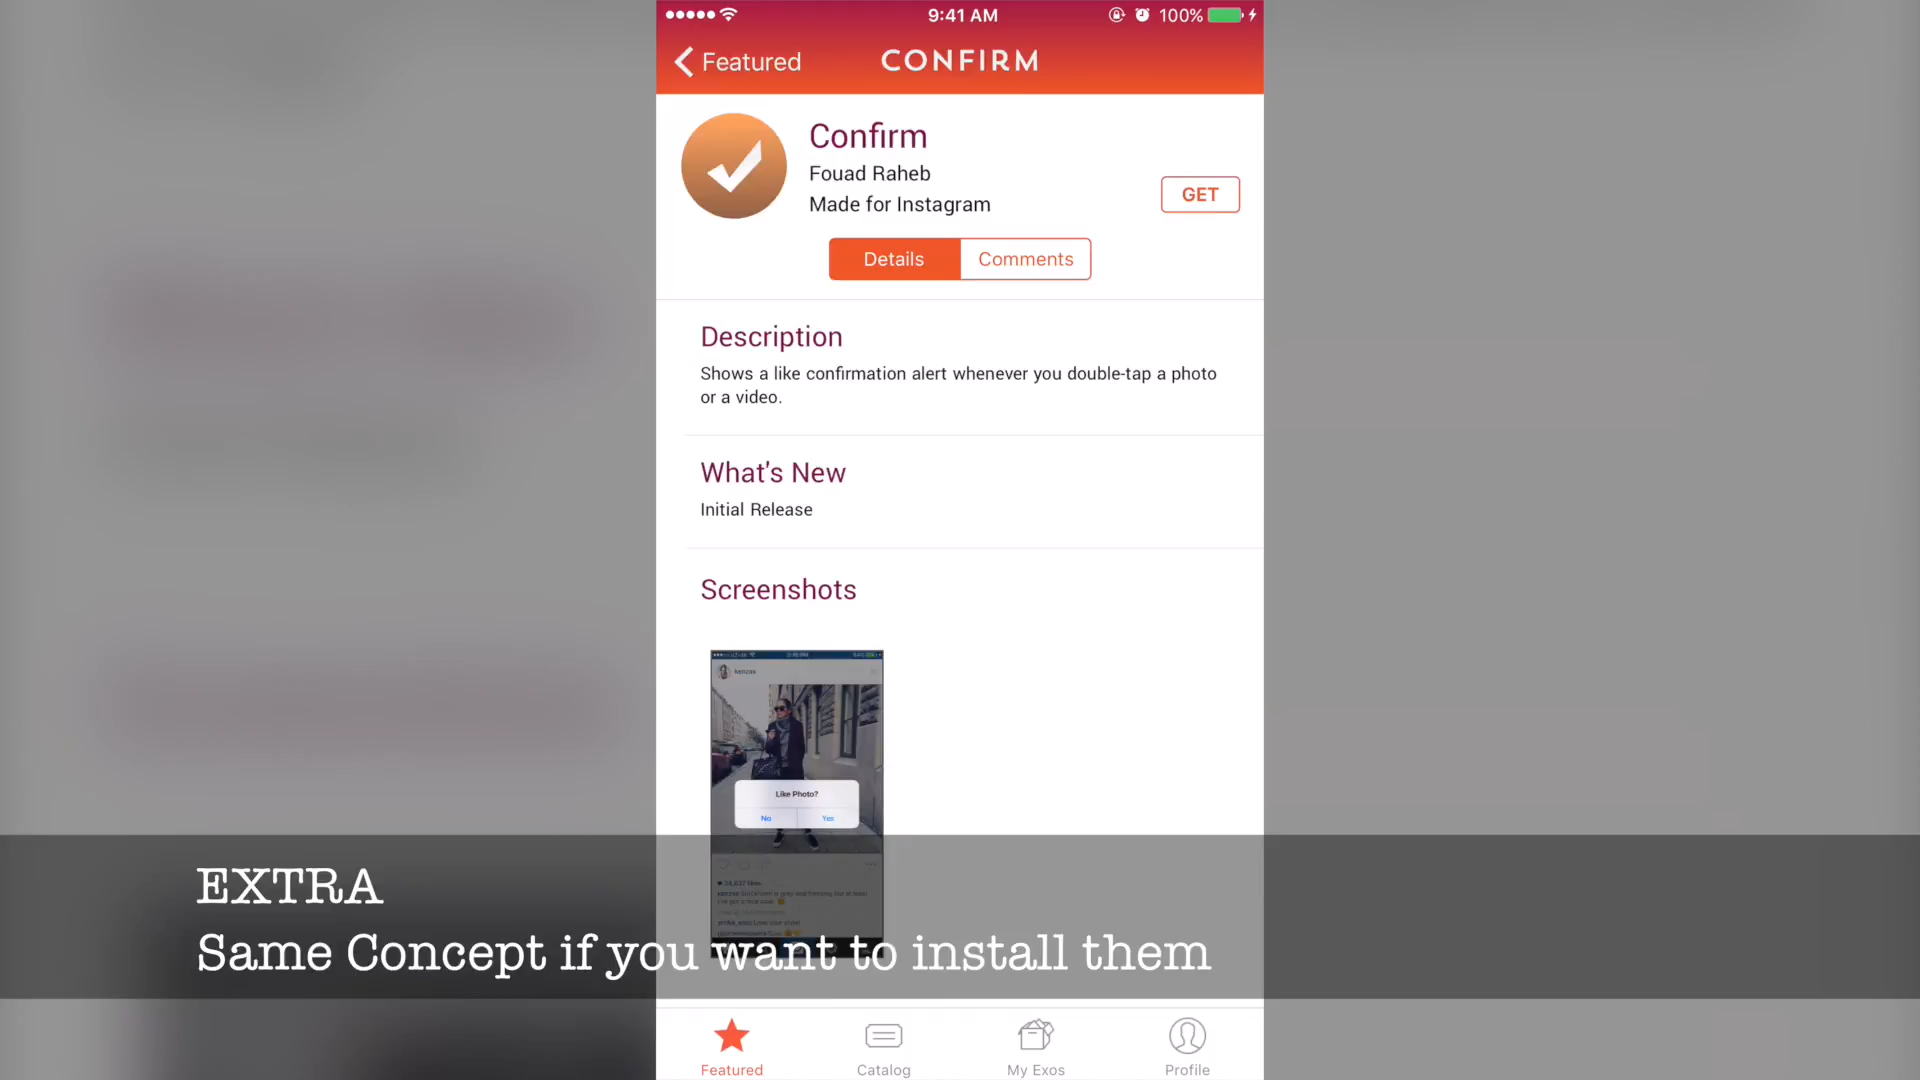 9:41 AM
100%
Featured
CONFIRM
Confirm
Fouad Raheb
Made for Instagram
GET
Details
Comments
Description
Shows a like confirmation alert whenever you double-tap a photo
or a video.
What's New
Initial Release
Screenshots
kenzas
Like Photo?
No
Yes
EXTRA
Same Concept if you want to install them
Featured
Catalog
My Exos
Profile